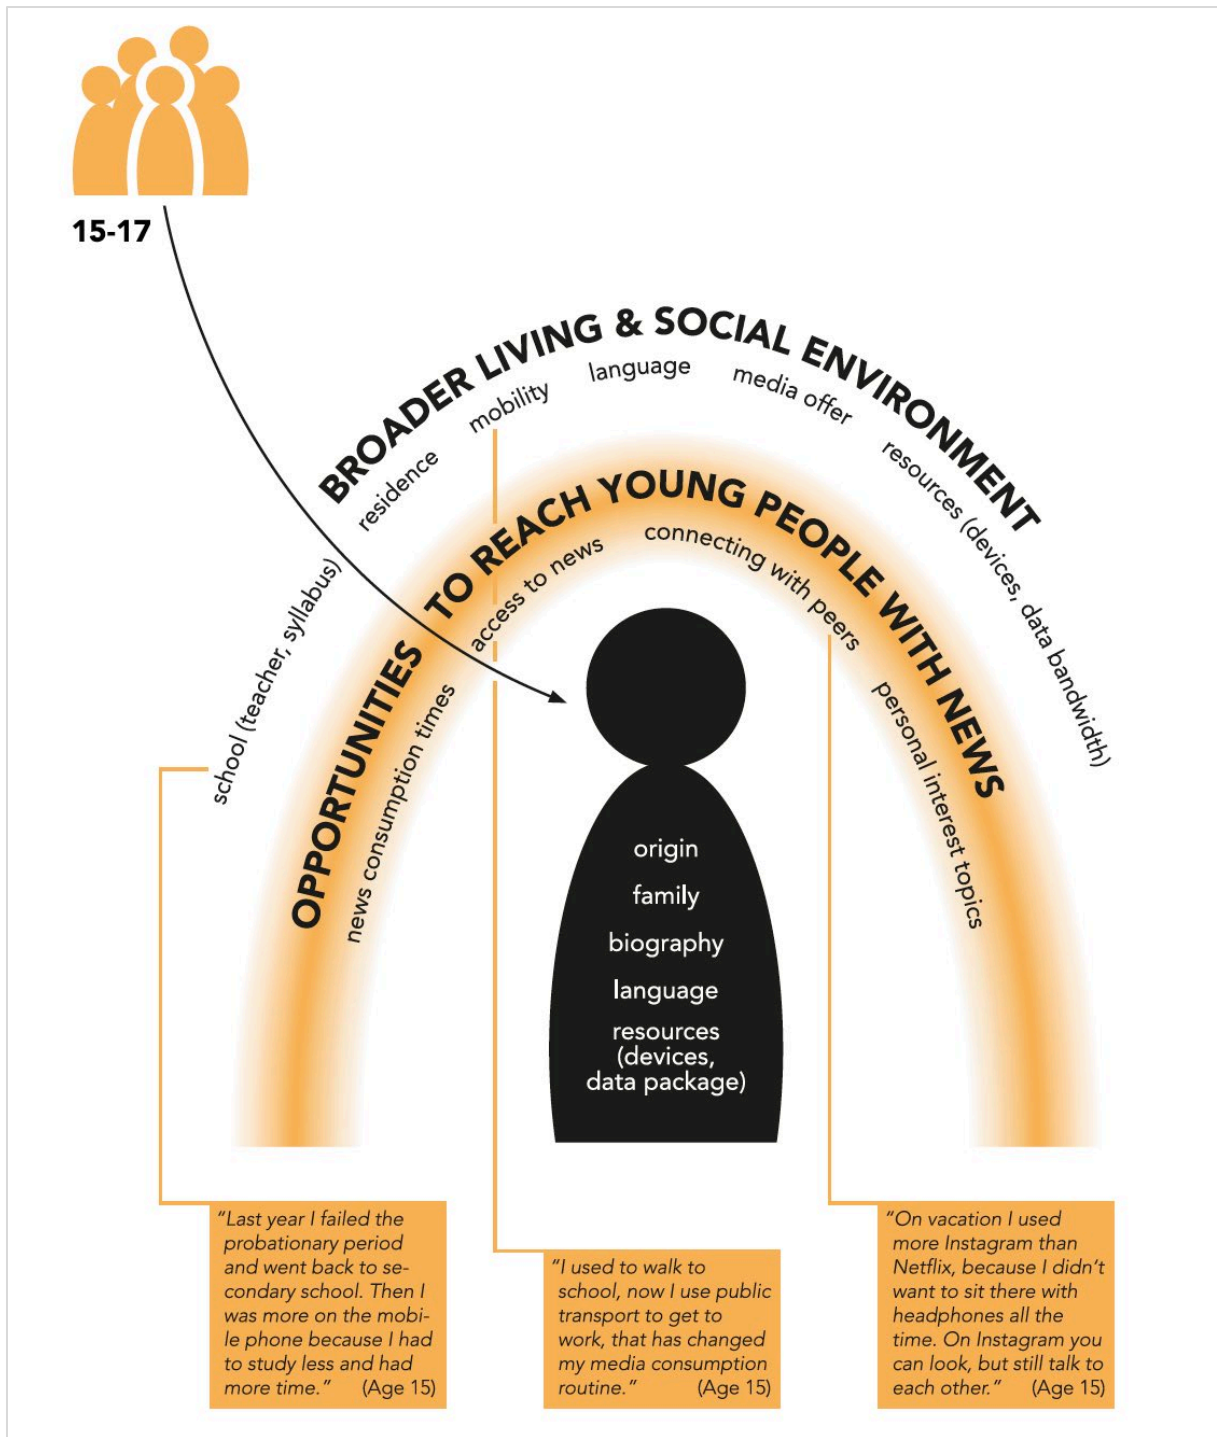 15-17
BROADER LIVING & SOCIAL ENVIRONMENT
school (teacher, syllabus)
residence
mobility
language
media offer
resources (devices, data bandwidth)
OPPORTUNITIES TO REACH YOUNG PEOPLE WITH NEWS
news consumption times
access to news
connecting with peers
personal interest topics
origin
family
biography
language
resources
(devices,
data package)
“Last year I failed the
probationary period
and went back to se-
condary school. Then I
was more on the mobi-
le phone because I had
to study less and had
more time.” (Age 15)
“I used to walk to
school, now I use public
transport to get to
work, that has changed
my media consumption
routine.” (Age 15)
“On vacation I used
more Instagram than
Netflix, because I didn’t
want to sit there with
headphones all the
time. On Instagram you
can look, but still talk to
each other.” (Age 15)